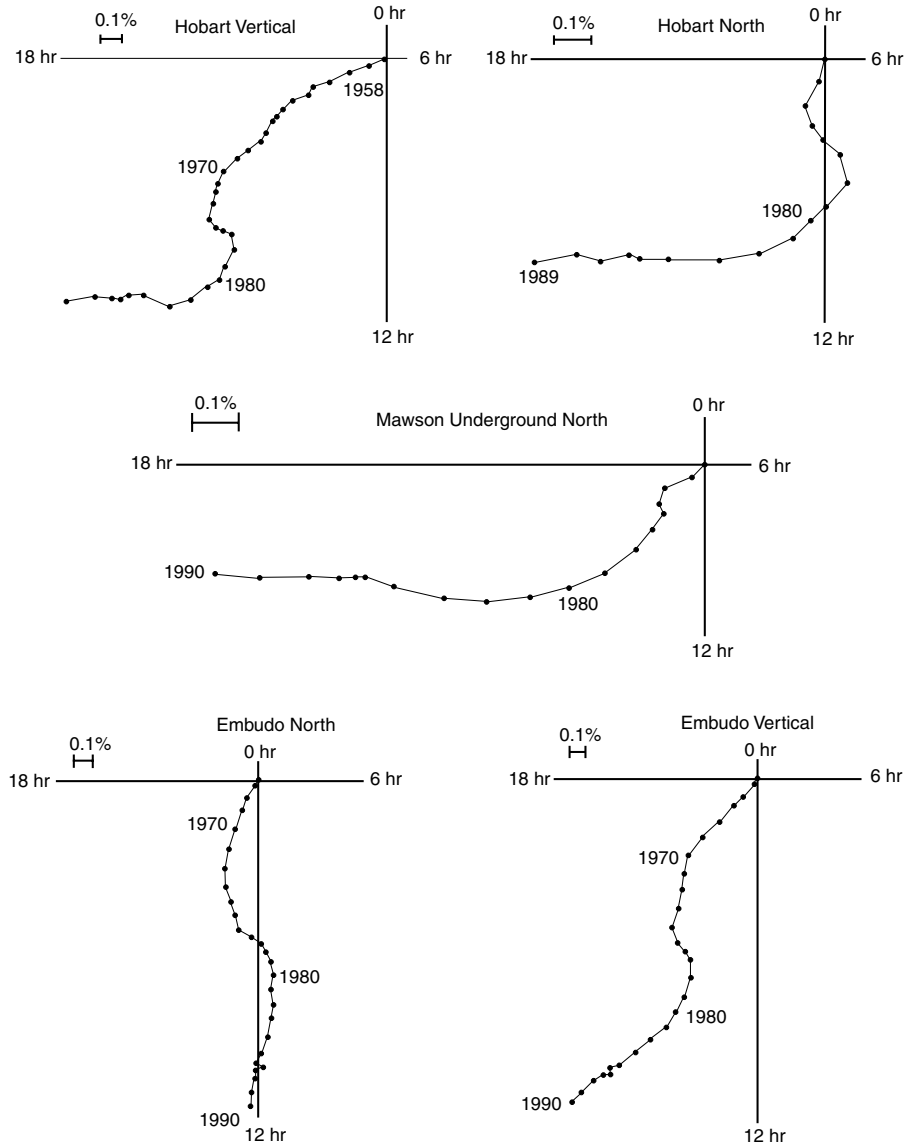 0.1%
Hobart Vertical
0 hr
18 hr
6 hr
1958
1970
1980
12 hr
0.1%
Hobart North
0 hr
18 hr
6 hr
1980
1989
12 hr
0.1%
Mawson Underground North
0 hr
18 hr
6 hr
1990
1980
12 hr
Embudo North
0.1%
0 hr
18 hr
6 hr
1970
1980
1990
12 hr
Embudo Vertical
0.1%
0 hr
18 hr
6 hr
1970
1980
1990
12 hr